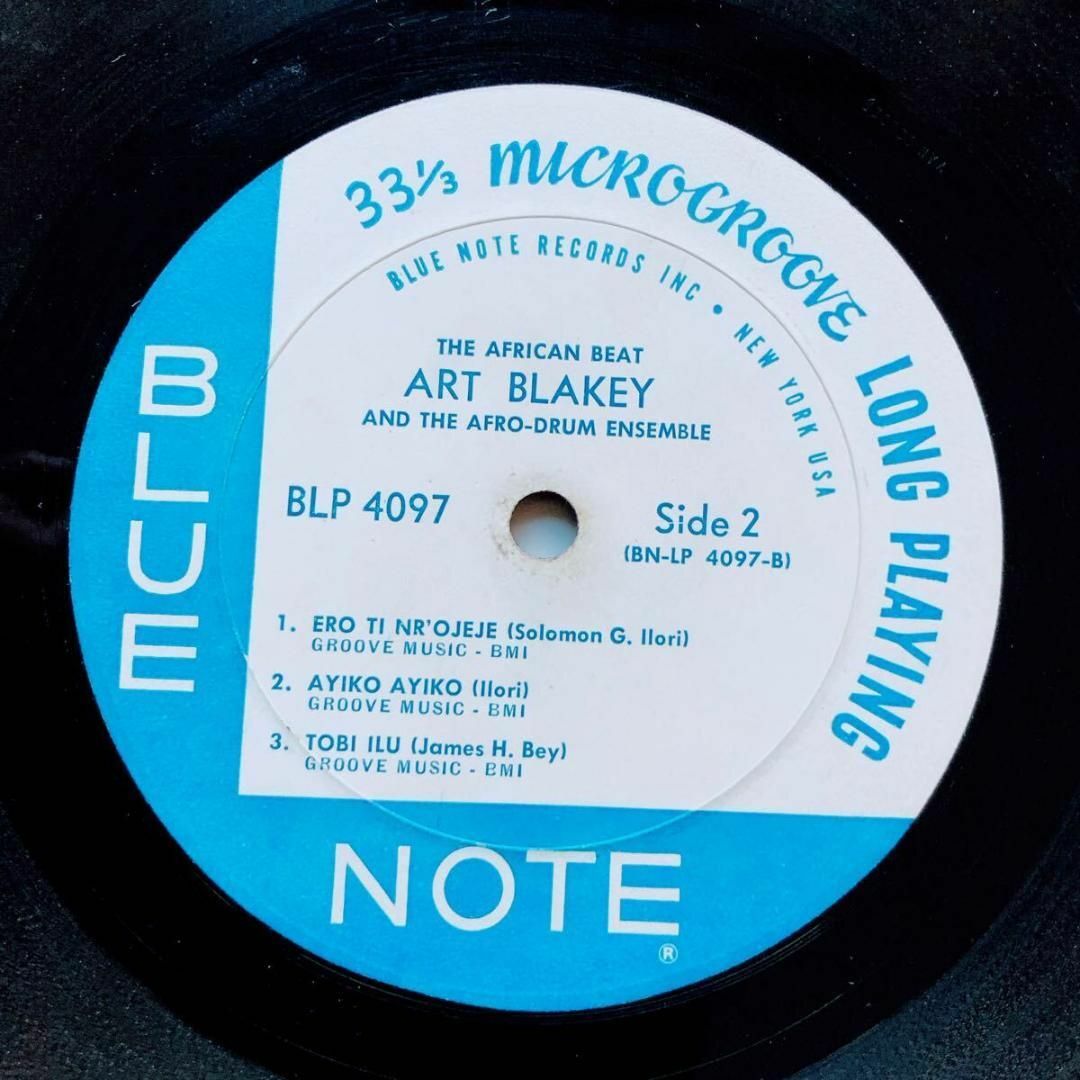 33⅓ MICROGROOVE LONG PLAYING
BLUE NOTE RECORDS INC • NEW YORK USA
THE AFRICAN BEAT
ART BLAKEY
AND THE AFRO-DRUM ENSEMBLE
BLP 4097
Side 2
(BN-LP 4097-B)
1. ERO TI NR'OJEJE (Solomon G. Ilori)
GROOVE MUSIC - BMI
2. AYIKO AYIKO (Ilori)
GROOVE MUSIC - BMI
3. TOBI ILU (James H. Bey)
GROOVE MUSIC - BMI
BLUE
NOTE
®